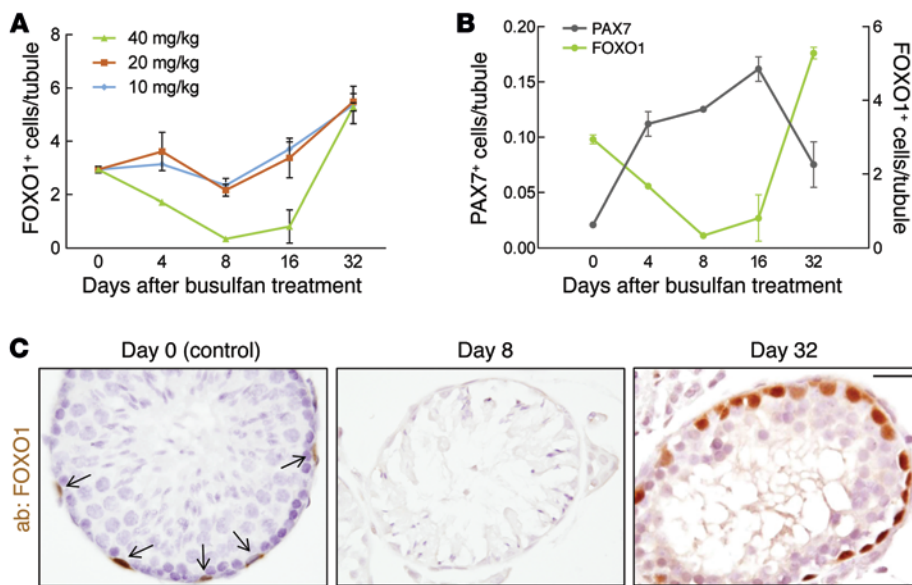 A
FOXO1+ cells/tubule
8
6
4
2
0
40 mg/kg
20 mg/kg
10 mg/kg
0 4 8 16 32
Days after busulfan treatment
B
PAX7+ cells/tubule
0.20
0.15
0.10
0.05
0.00
PAX7
FOXO1
6
4
2
0
FOXO1+ cells/tubule
0 4 8 16 32
Days after busulfan treatment
C
Day 0 (control) Day 8 Day 32
ab: FOXO1